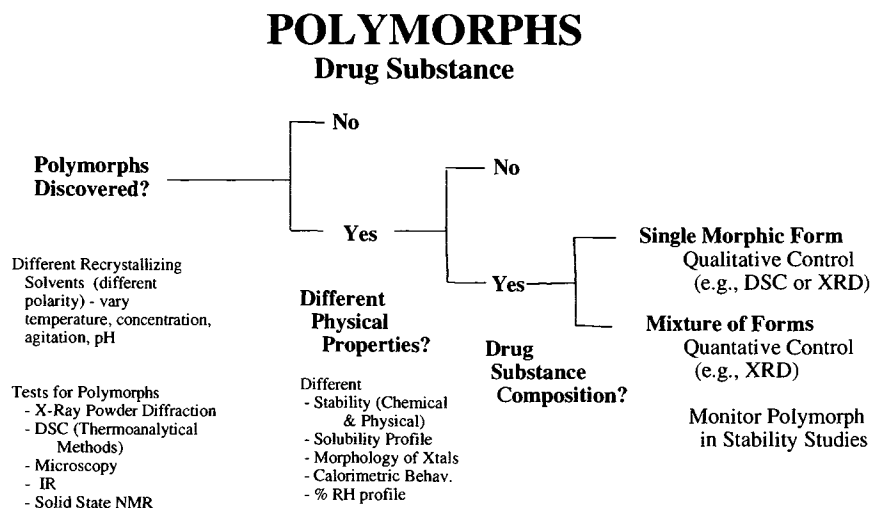 POLYMORPHS
Drug Substance
No
Polymorphs
Discovered?
No
Yes
Single Morphic Form
Qualitative Control
(e.g., DSC or XRD)
Different Recrystallizing
Solvents (different
polarity) - vary
temperature, concentration,
agitation, pH
Yes
Different
Physical
Properties?
Mixture of Forms
Quantative Control
(e.g., XRD)
Drug
Substance
Composition?
Tests for Polymorphs
- X-Ray Powder Diffraction
- DSC (Thermoanalytical
Methods)
- Microscopy
- IR
- Solid State NMR
Different
- Stability (Chemical
& Physical)
- Solubility Profile
- Morphology of Xtals
- Calorimetric Behav.
- % RH profile
Monitor Polymorph
in Stability Studies